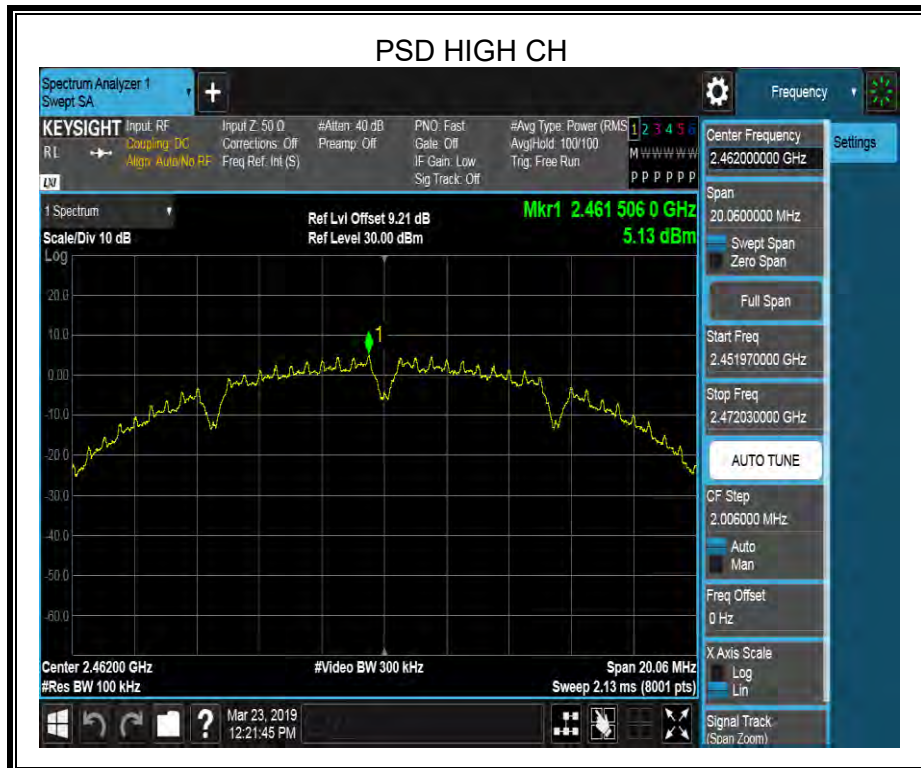 PSD HIGH CH
Spectrum Analyzer 1
Swept SA
+
Frequency
KEYSIGHT
RL
LXI
Input: RF
Coupling: DC
Align: Auto/No RF
Input Z: 50 Ω
Corrections: Off
Freq Ref: Int (S)
#Atten: 40 dB
Preamp: Off
PNO: Fast
Gate: Off
IF Gain: Low
Sig Track: Off
#Avg Type: Power (RMS
Avg|Hold: 100/100
Trig: Free Run
1 2 3 4 5 6
M W W W W W
P P P P P P
1 Spectrum
Scale/Div 10 dB
Ref Lvl Offset 9.21 dB
Ref Level 30.00 dBm
Mkr1 2.461 506 0 GHz
5.13 dBm
Log
20.0
10.0
0.00
-10.0
-20.0
-30.0
-40.0
-50.0
-60.0
1
Center 2.46200 GHz
#Res BW 100 kHz
#Video BW 300 kHz
Span 20.06 MHz
Sweep 2.13 ms (8001 pts)
Center Frequency
2.462000000 GHz
Settings
Span
20.0600000 MHz
Swept Span
Zero Span
Full Span
Start Freq
2.451970000 GHz
Stop Freq
2.472030000 GHz
AUTO TUNE
CF Step
2.006000 MHz
Auto
Man
Freq Offset
0 Hz
X Axis Scale
Log
Lin
Signal Track
(Span Zoom)
?
Mar 23, 2019
12:21:45 PM